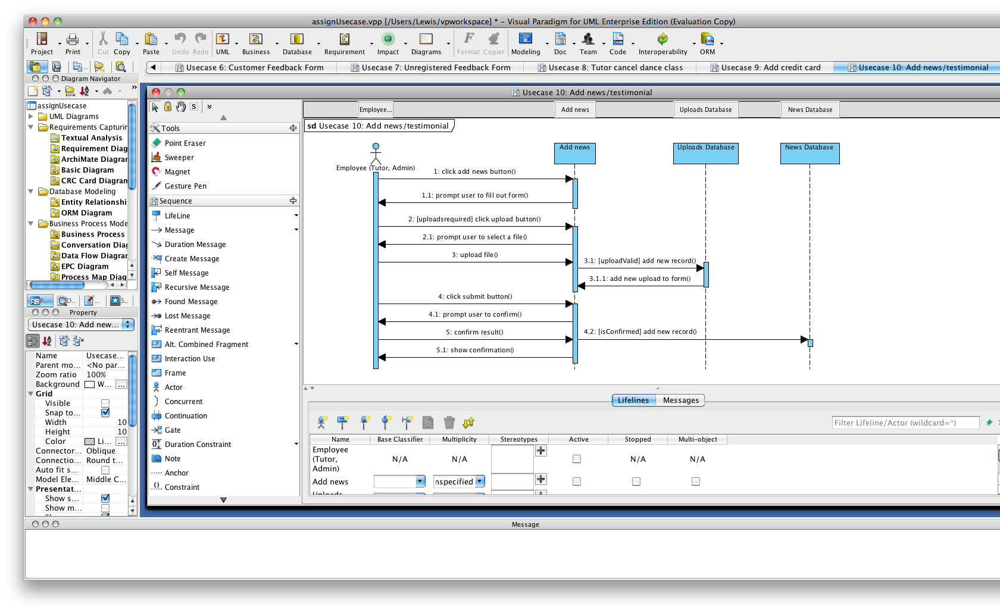 assignUsecase.vpp [/Users/Lewis/vpworkspace] * – Visual Paradigm for UML Enterprise Edition (Evaluation Copy)
Project Print Cut Copy Paste Undo Redo UML Business Database Requirement Impact Diagrams Format Copier Modeling Doc Team Code Interoperability ORM
Usecase 6: Customer Feedback Form Usecase 7: Unregistered Feedback Form Usecase 8: Tutor cancel dance class Usecase 9: Add credit card Usecase 10: Add news/testimonial
Diagram Navigator
assignUsecase
UML Diagrams
Requirements Capturin
Textual Analysis
Requirement Diag
ArchiMate Diagran
Basic Diagram
CRC Card Diagran
Database Modeling
Entity Relationshi
ORM Diagram
Business Process Mode
Business Process
Conversation Diag
Data Flow Diagrar
EPC Diagram
Process Map Diag
P.. D.. .. S..
Property
Usecase 10: Add new...
Name Usecase...
Parent mo... <No par...
Zoom ratio 100%
Background W... ...
Grid
Visible
Snap to...
Width 10
Height 10
Color Li... ...
Connector... Oblique
Connectio... Round t...
Auto fit s...
Model Ele... Middle C...
Presentat...
Show s...
Show m...
Usecase 10: Add news/testimonial
S
Tools
Point Eraser
Sweeper
Magnet
Gesture Pen
Sequence
LifeLine
Message
Duration Message
Create Message
Self Message
Recursive Message
Found Message
Lost Message
Reentrant Message
Alt. Combined Fragment
Interaction Use
Frame
Actor
Concurrent
Continuation
Gate
Duration Constraint
Note
Anchor
Constraint
Employee... Add news Uploads Database News Database
sd Usecase 10: Add news/testimonial
Add news Uploads Database News Database
Employee (Tutor, Admin)
1: click add news button()
1.1: prompt user to fill out form()
2: [uploadsrequired] click upload button()
2.1: prompt user to select a file()
3: upload file()
3.1: [uploadValid] add new record()
3.1.1: add new upload to form()
4: click submit button()
4.1: prompt user to confirm()
5: confirm result()
4.2: [isConfirmed] add new record()
5.1: show confirmation()
Lifelines Messages
Filter Lifeline/Actor (wildcard=*)
Name Base Classifier Multiplicity Stereotypes Active Stopped Multi-object
Employee
(Tutor, N/A N/A N/A N/A
Admin)
Add news nspecified
Uploads
Message